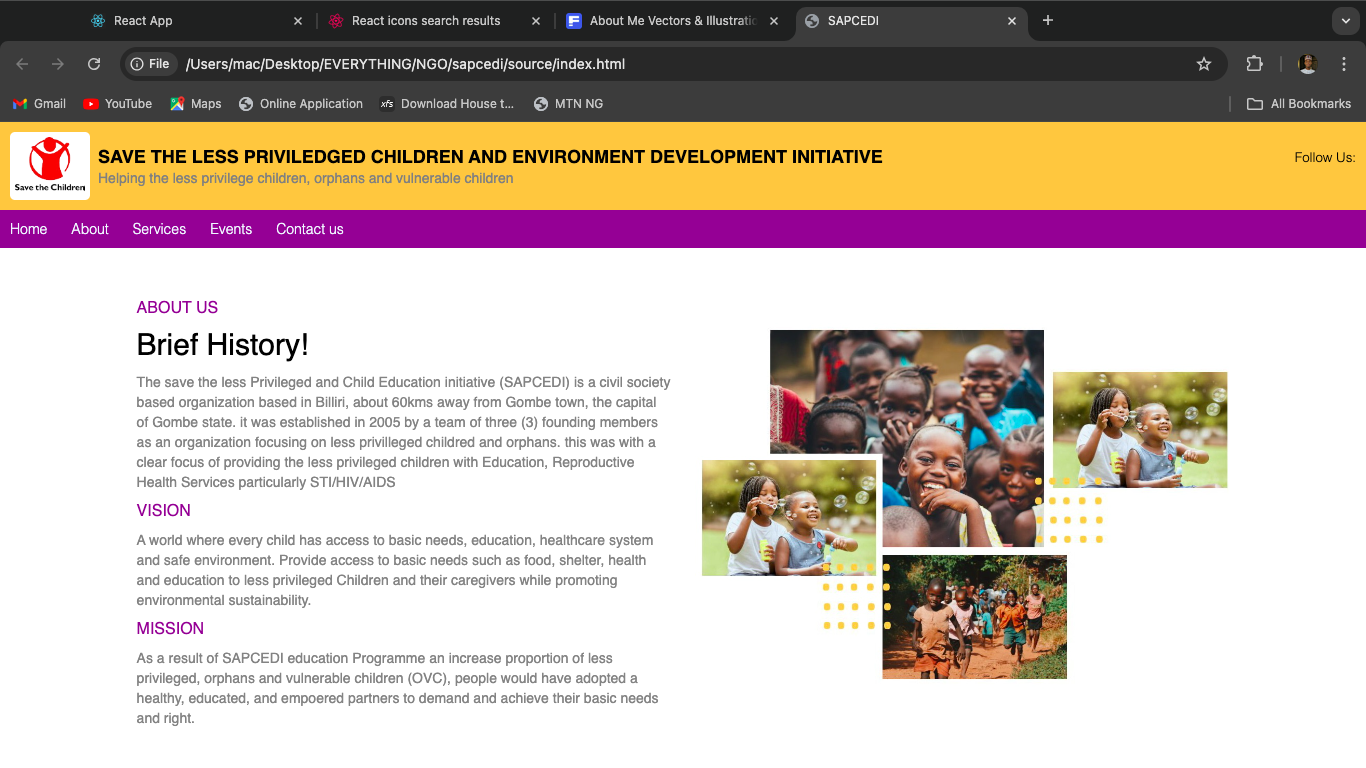 React App
React icons search results
About Me Vectors & Illustratic
SAPCEDI
File /Users/mac/Desktop/EVERYTHING/NGO/sapcedi/source/index.html
Gmail YouTube Maps Online Application xfs Download House t... MTN NG All Bookmarks
Save the Children
SAVE THE LESS PRIVILEDGED CHILDREN AND ENVIRONMENT DEVELOPMENT INITIATIVE
Helping the less privilege children, orphans and vulnerable children
Follow Us:
Home About Services Events Contact us
ABOUT US
Brief History!
The save the less Privileged and Child Education initiative (SAPCEDI) is a civil society
based organization based in Billiri, about 60kms away from Gombe town, the capital
of Gombe state. it was established in 2005 by a team of three (3) founding members
as an organization focusing on less privilleged childred and orphans. this was with a
clear focus of providing the less privileged children with Education, Reproductive
Health Services particularly STI/HIV/AIDS
VISION
A world where every child has access to basic needs, education, healthcare system
and safe environment. Provide access to basic needs such as food, shelter, health
and education to less privileged Children and their caregivers while promoting
environmental sustainability.
MISSION
As a result of SAPCEDI education Programme an increase proportion of less
privileged, orphans and vulnerable children (OVC), people would have adopted a
healthy, educated, and empoered partners to demand and achieve their basic needs
and right.